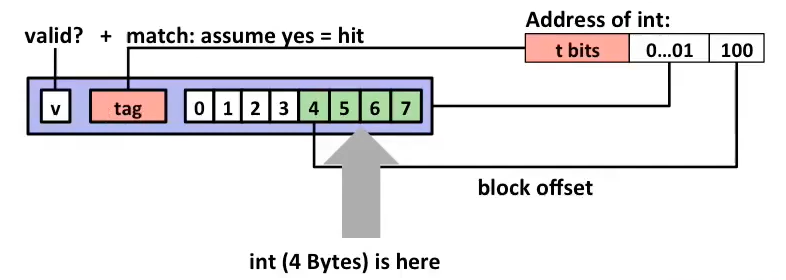 Address of int:
valid? + match: assume yes = hit
t bits 0...01 100
v tag 0 1 2 3 4 5 6 7
block offset
int (4 Bytes) is here